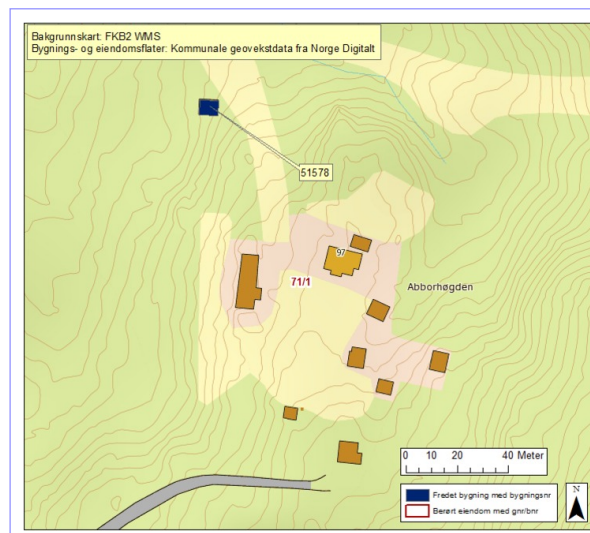 Bakgrunnskart: FKB2 WMS
Bygnings- og eiendomsflater: Kommunale geovekstdata fra Norge Digitalt
51578
97
71/1
Abborhøgden
0 10 20 40 Meter
Fredet bygning med bygningsnr
Berørt eiendom med gnr/bnr
N